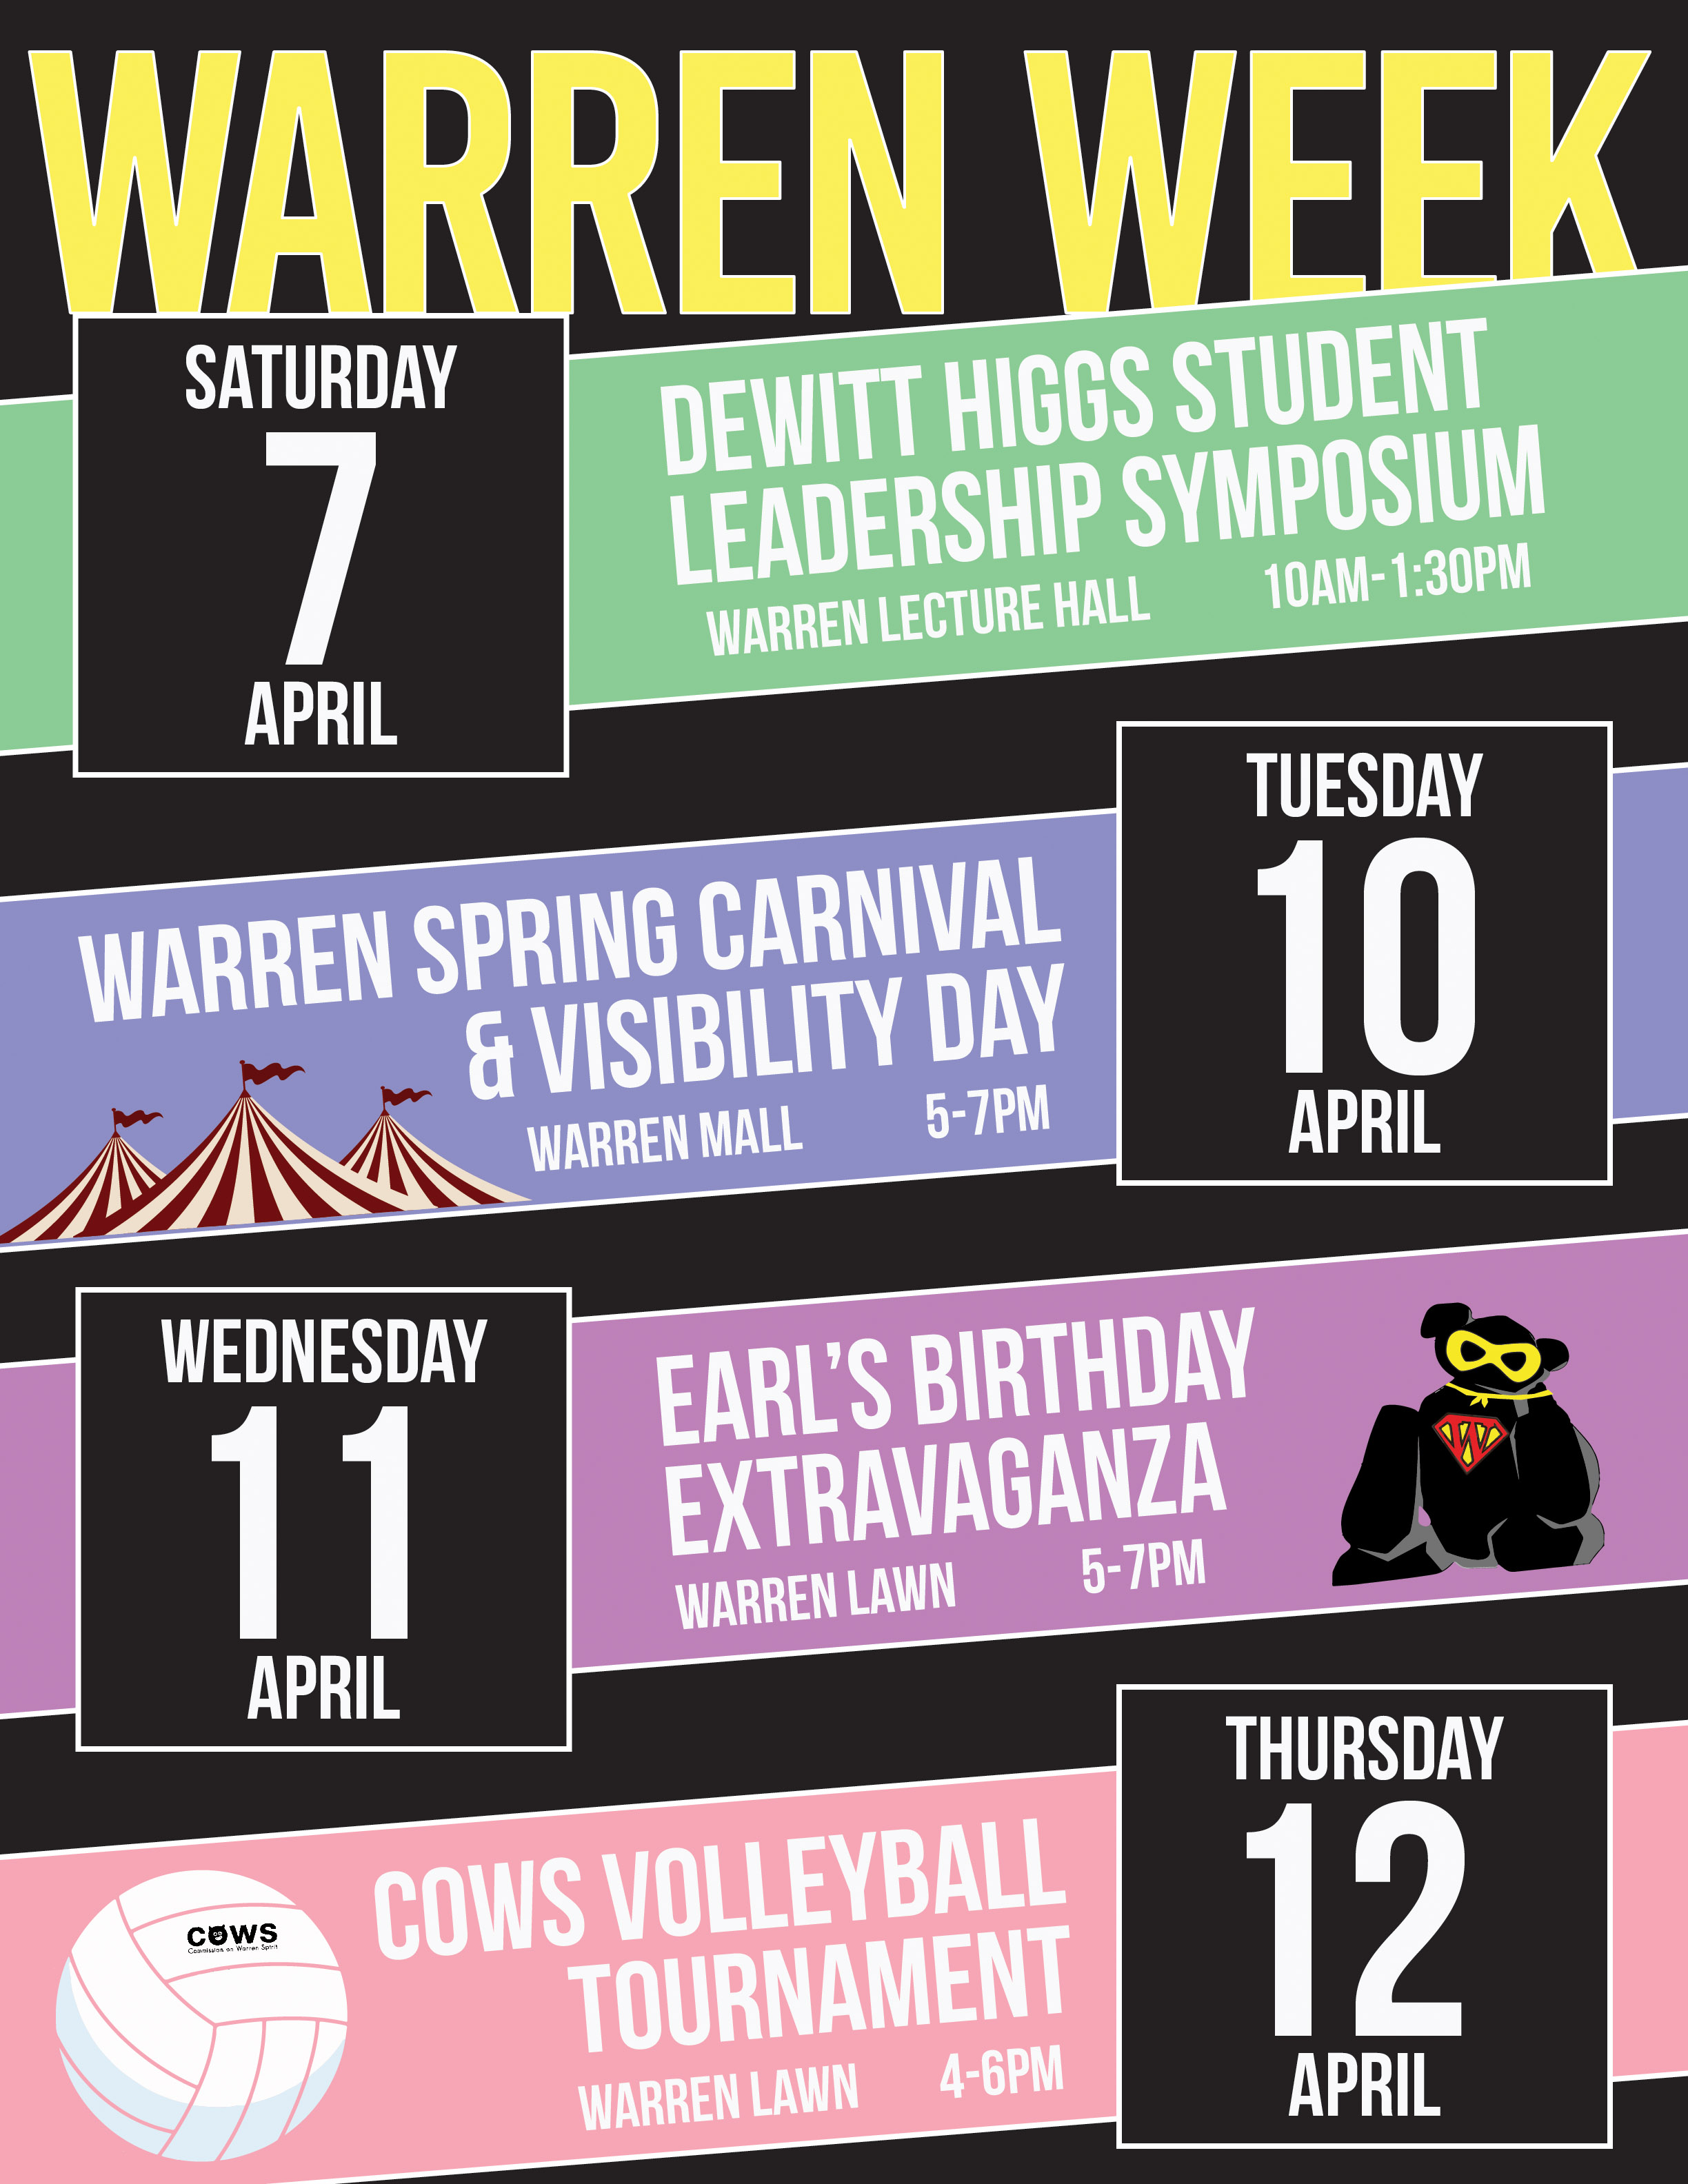 WARREN WEEK
SATURDAY
7
APRIL
DEWITT HIGGS STUDENT
LEADERSHIP SYMPOSIUM
WARREN LECTURE HALL 10AM-1:30PM
WARREN SPRING CARNIVAL
& VISIBILITY DAY
WARREN MALL 5-7PM
TUESDAY
10
APRIL
WEDNESDAY
11
APRIL
EARL'S BIRTHDAY
EXTRAVAGANZA
WARREN LAWN 5-7PM
W
COWS
Commission on Warren Spirit
COWS VOLLEYBALL
TOURNAMENT
WARREN LAWN 4-6PM
THURSDAY
12
APRIL